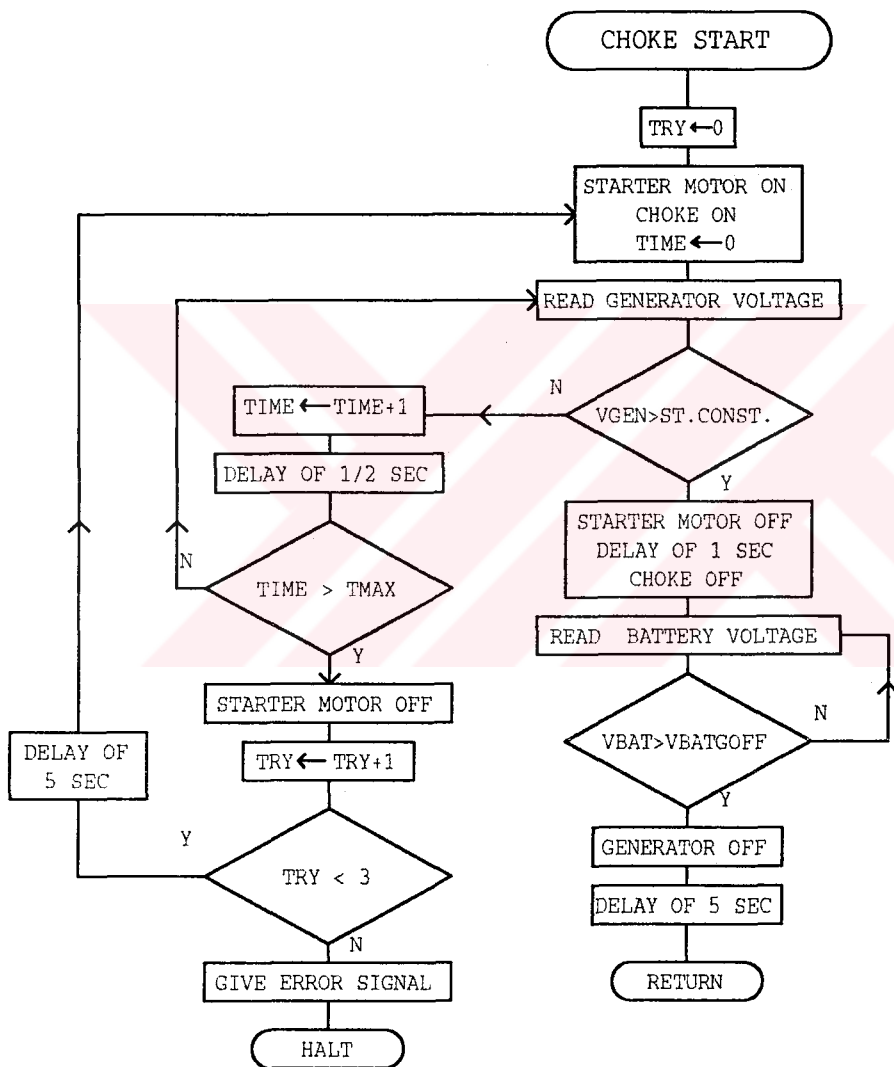 CHOKE START
TRY←0
STARTER MOTOR ON
CHOKE ON
TIME←0
READ GENERATOR VOLTAGE
VGEN>ST.CONST.
N
Y
TIME←TIME+1
DELAY OF 1/2 SEC
TIME > TMAX
N
Y
STARTER MOTOR OFF
TRY←TRY+1
TRY < 3
Y
N
DELAY OF
5 SEC
GIVE ERROR SIGNAL
HALT
STARTER MOTOR OFF
DELAY OF 1 SEC
CHOKE OFF
READ BATTERY VOLTAGE
VBAT>VBATGOFF
N
Y
GENERATOR OFF
DELAY OF 5 SEC
RETURN